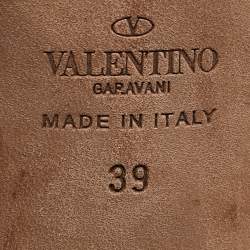 VALENTINO
GARAVANI
MADE IN ITALY
39